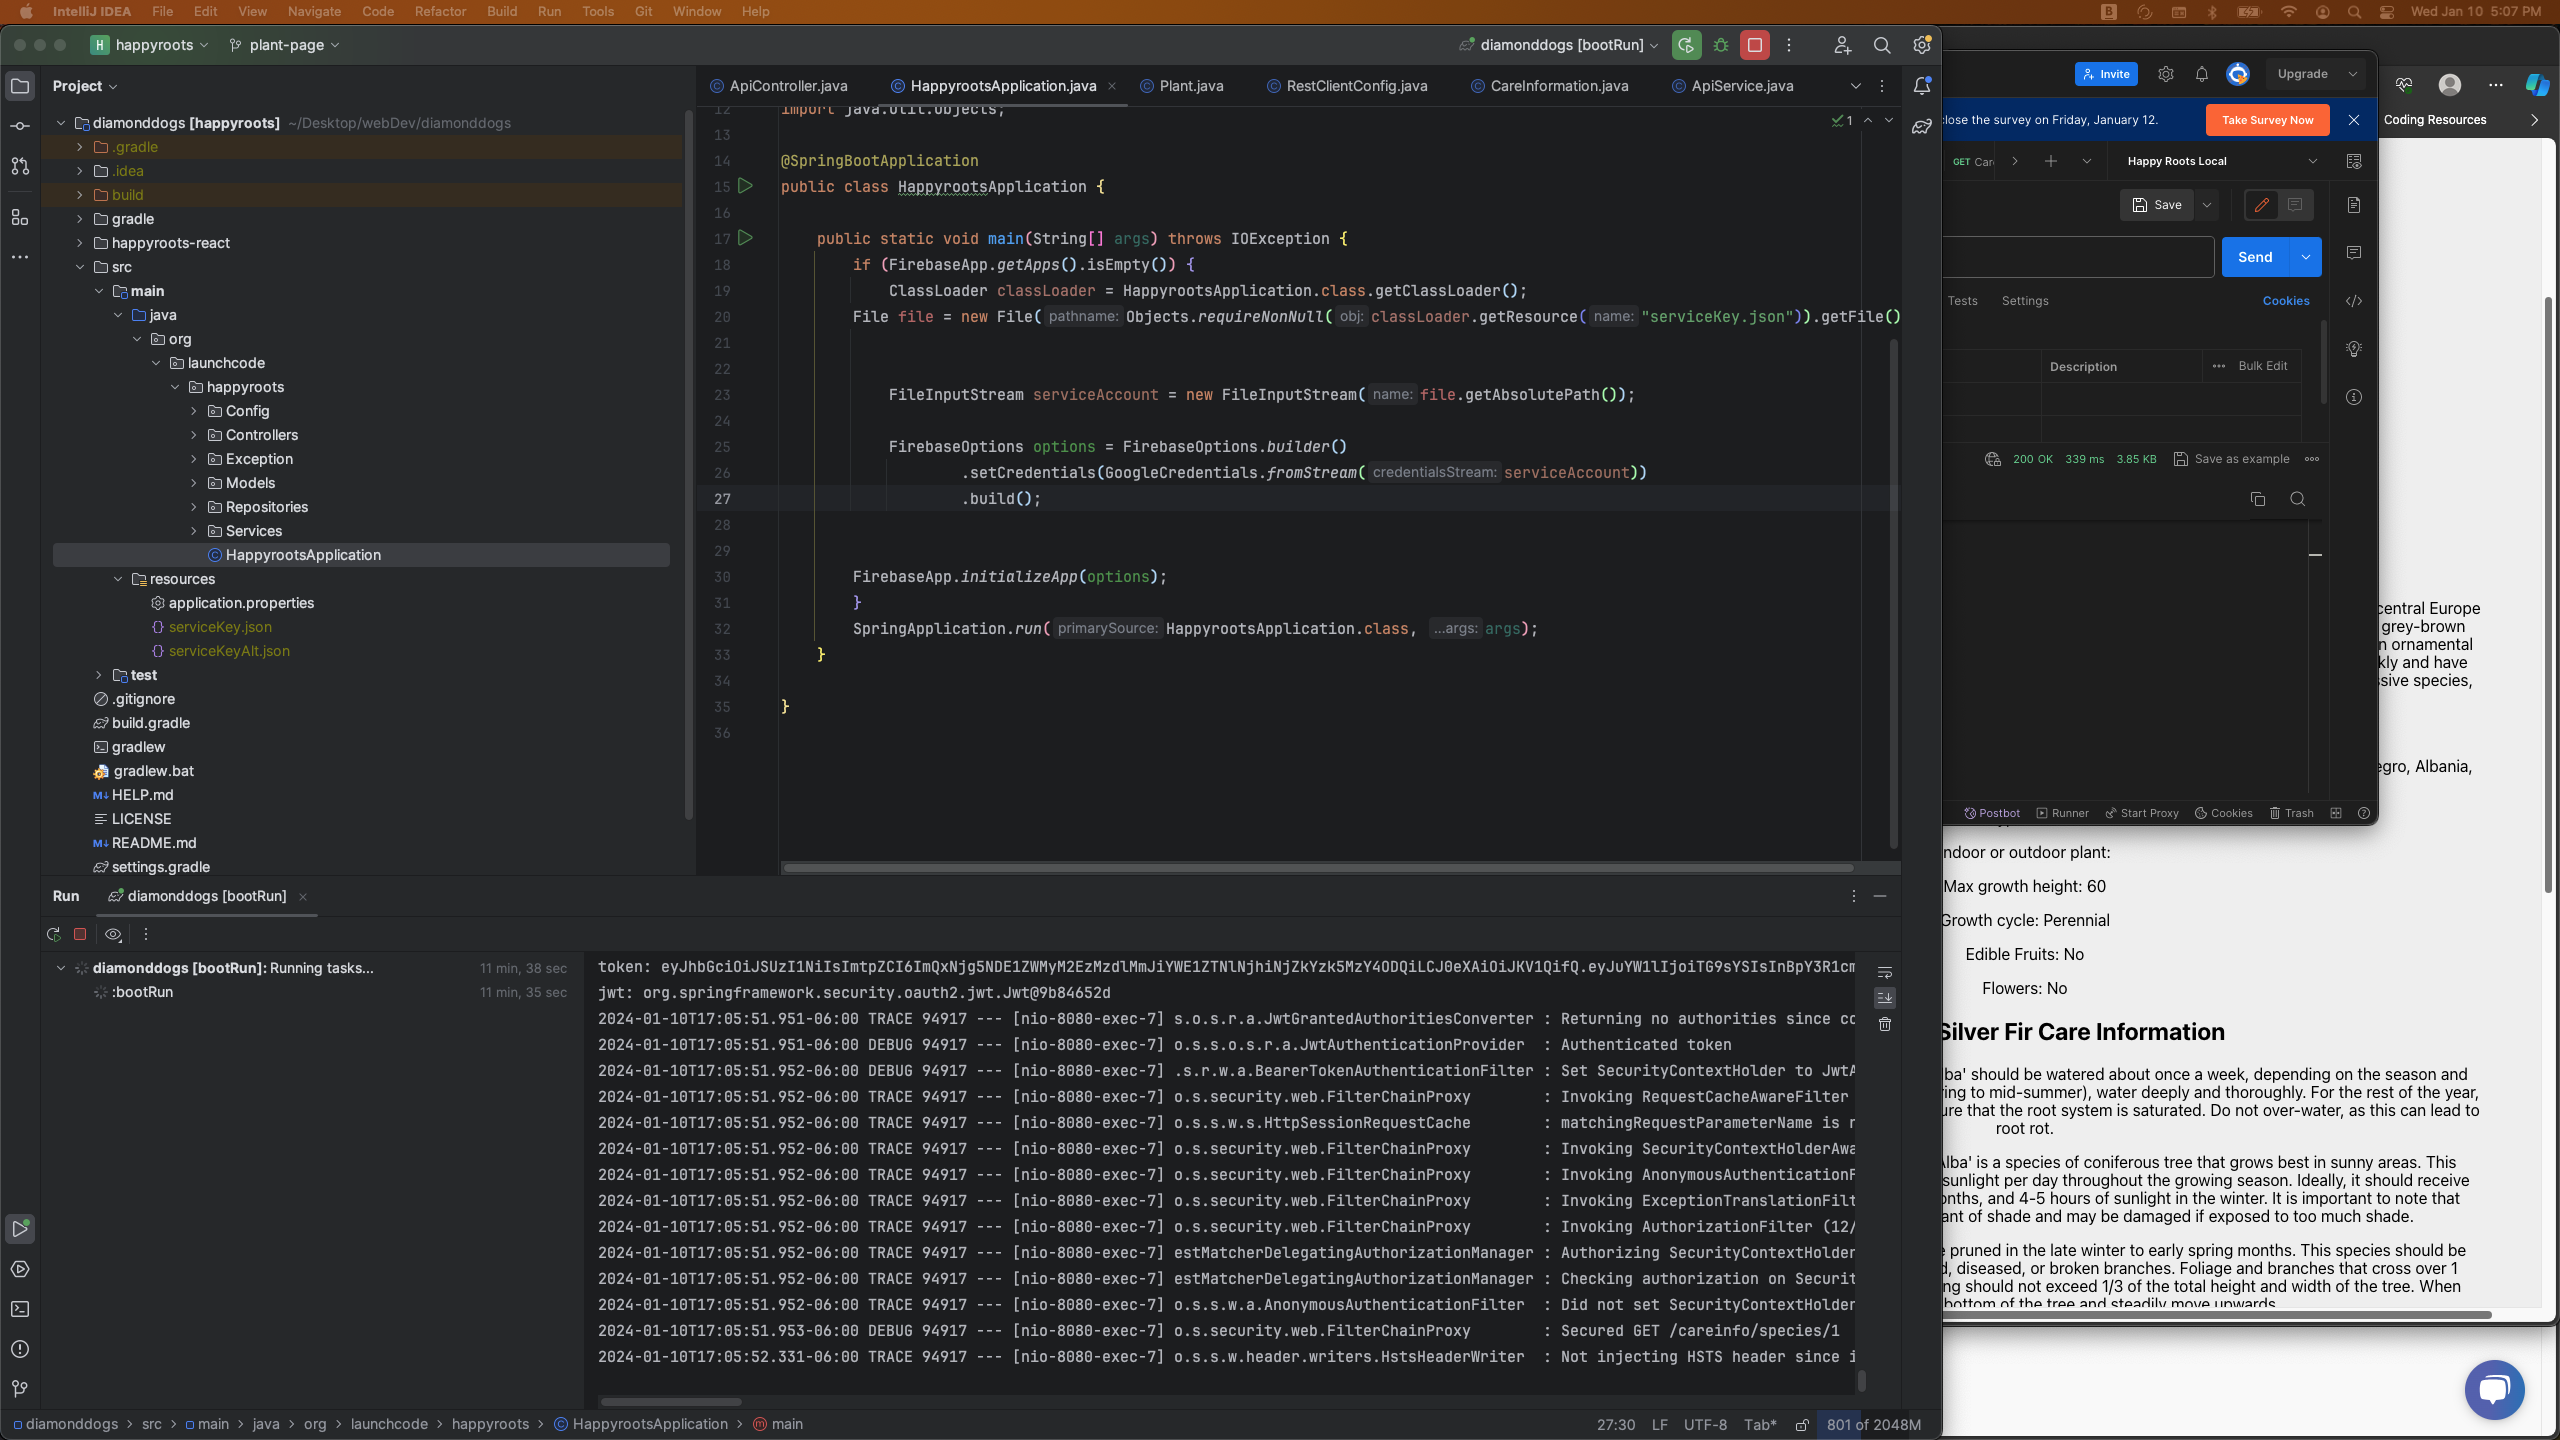 IntelliJ IDEA File Edit View Navigate Code Refactor Build Run Tools Git Window Help
Wed Jan 10 5:07 PM
H happyroots plant-page
diamonddogs [bootRun]
Project
diamonddogs [happyroots] ~/Desktop/webDev/diamonddogs
.gradle
.idea
build
gradle
happyroots-react
src
main
java
org
launchcode
happyroots
Config
Controllers
Exception
Models
Repositories
Services
HappyrootsApplication
resources
application.properties
serviceKey.json
serviceKeyAlt.json
test
.gitignore
build.gradle
gradlew
gradlew.bat
HELP.md
LICENSE
README.md
settings.gradle
ApiController.java HappyrootsApplication.java Plant.java RestClientConfig.java CareInformation.java ApiService.java
1
12 import java.util.Objects;
13
14 @SpringBootApplication
15 public class HappyrootsApplication {
16
17 public static void main(String[] args) throws IOException {
18 if (FirebaseApp.getApps().isEmpty()) {
19 ClassLoader classLoader = HappyrootsApplication.class.getClassLoader();
20 File file = new File( pathname: Objects.requireNonNull( obj: classLoader.getResource( name: "serviceKey.json")).getFile()
21
22
23 FileInputStream serviceAccount = new FileInputStream( name: file.getAbsolutePath());
24
25 FirebaseOptions options = FirebaseOptions.builder()
26 .setCredentials(GoogleCredentials.fromStream( credentialsStream: serviceAccount))
27 .build();
28
29
30 FirebaseApp.initializeApp(options);
31 }
32 SpringApplication.run( primarySource: HappyrootsApplication.class, ...args: args);
33 }
34
35 }
36
Run diamonddogs [bootRun]
diamonddogs [bootRun]: Running tasks... 11 min, 38 sec
:bootRun 11 min, 35 sec
jwt: org.springframework.security.oauth2.jwt.Jwt@9b84652d
2024-01-10T17:05:51.951-06:00 TRACE 94917 --- [nio-8080-exec-7] s.o.s.r.a.JwtGrantedAuthoritiesConverter : Returning no authorities since co
2024-01-10T17:05:51.951-06:00 DEBUG 94917 --- [nio-8080-exec-7] o.s.s.o.s.r.a.JwtAuthenticationProvider : Authenticated token
2024-01-10T17:05:51.952-06:00 DEBUG 94917 --- [nio-8080-exec-7] .s.r.w.a.BearerTokenAuthenticationFilter : Set SecurityContextHolder to JwtA
2024-01-10T17:05:51.952-06:00 TRACE 94917 --- [nio-8080-exec-7] o.s.security.web.FilterChainProxy : Invoking RequestCacheAwareFilter
2024-01-10T17:05:51.952-06:00 TRACE 94917 --- [nio-8080-exec-7] o.s.s.w.s.HttpSessionRequestCache : matchingRequestParameterName is r
2024-01-10T17:05:51.952-06:00 TRACE 94917 --- [nio-8080-exec-7] o.s.security.web.FilterChainProxy : Invoking SecurityContextHolderAwa
2024-01-10T17:05:51.952-06:00 TRACE 94917 --- [nio-8080-exec-7] o.s.security.web.FilterChainProxy : Invoking AnonymousAuthenticationF
2024-01-10T17:05:51.952-06:00 TRACE 94917 --- [nio-8080-exec-7] o.s.security.web.FilterChainProxy : Invoking ExceptionTranslationFilt
2024-01-10T17:05:51.952-06:00 TRACE 94917 --- [nio-8080-exec-7] o.s.security.web.FilterChainProxy : Invoking AuthorizationFilter (12/
2024-01-10T17:05:51.952-06:00 TRACE 94917 --- [nio-8080-exec-7] estMatcherDelegatingAuthorizationManager : Authorizing SecurityContextHolder
2024-01-10T17:05:51.952-06:00 TRACE 94917 --- [nio-8080-exec-7] estMatcherDelegatingAuthorizationManager : Checking authorization on Securit
2024-01-10T17:05:51.952-06:00 TRACE 94917 --- [nio-8080-exec-7] o.s.s.w.a.AnonymousAuthenticationFilter : Did not set SecurityContextHolder
2024-01-10T17:05:51.953-06:00 DEBUG 94917 --- [nio-8080-exec-7] o.s.security.web.FilterChainProxy : Secured GET /careinfo/species/1
2024-01-10T17:05:52.331-06:00 TRACE 94917 --- [nio-8080-exec-7] o.s.s.w.header.writers.HstsHeaderWriter : Not injecting HSTS header since i
diamonddogs > src > main > java > org > launchcode > happyroots > HappyrootsApplication > main
27:30 LF UTF-8 Tab* 801 of 2048M
Invite Upgrade
close the survey on Friday, January 12. Take Survey Now
Coding Resources
GET Car Happy Roots Local
Save
Send
Tests Settings Cookies
Description Bulk Edit
200 OK 339 ms 3.85 KB Save as example
Postbot Runner Start Proxy Cookies Trash
central Europe
grey-brown
n ornamental
kly and have
ssive species,
egro, Albania,
ndoor or outdoor plant:
Max growth height: 60
Growth cycle: Perennial
Edible Fruits: No
Flowers: No
Silver Fir Care Information
lba' should be watered about once a week, depending on the season and
ring to mid-summer), water deeply and thoroughly. For the rest of the year,
ure that the root system is saturated. Do not over-water, as this can lead to
root rot.
Alba' is a species of coniferous tree that grows best in sunny areas. This
sunlight per day throughout the growing season. Ideally, it should receive
onths, and 4-5 hours of sunlight in the winter. It is important to note that
ant of shade and may be damaged if exposed to too much shade.
e pruned in the late winter to early spring months. This species should be
d, diseased, or broken branches. Foliage and branches that cross over 1
ng should not exceed 1/3 of the total height and width of the tree. When
bottom of the tree and steadily move upwards.